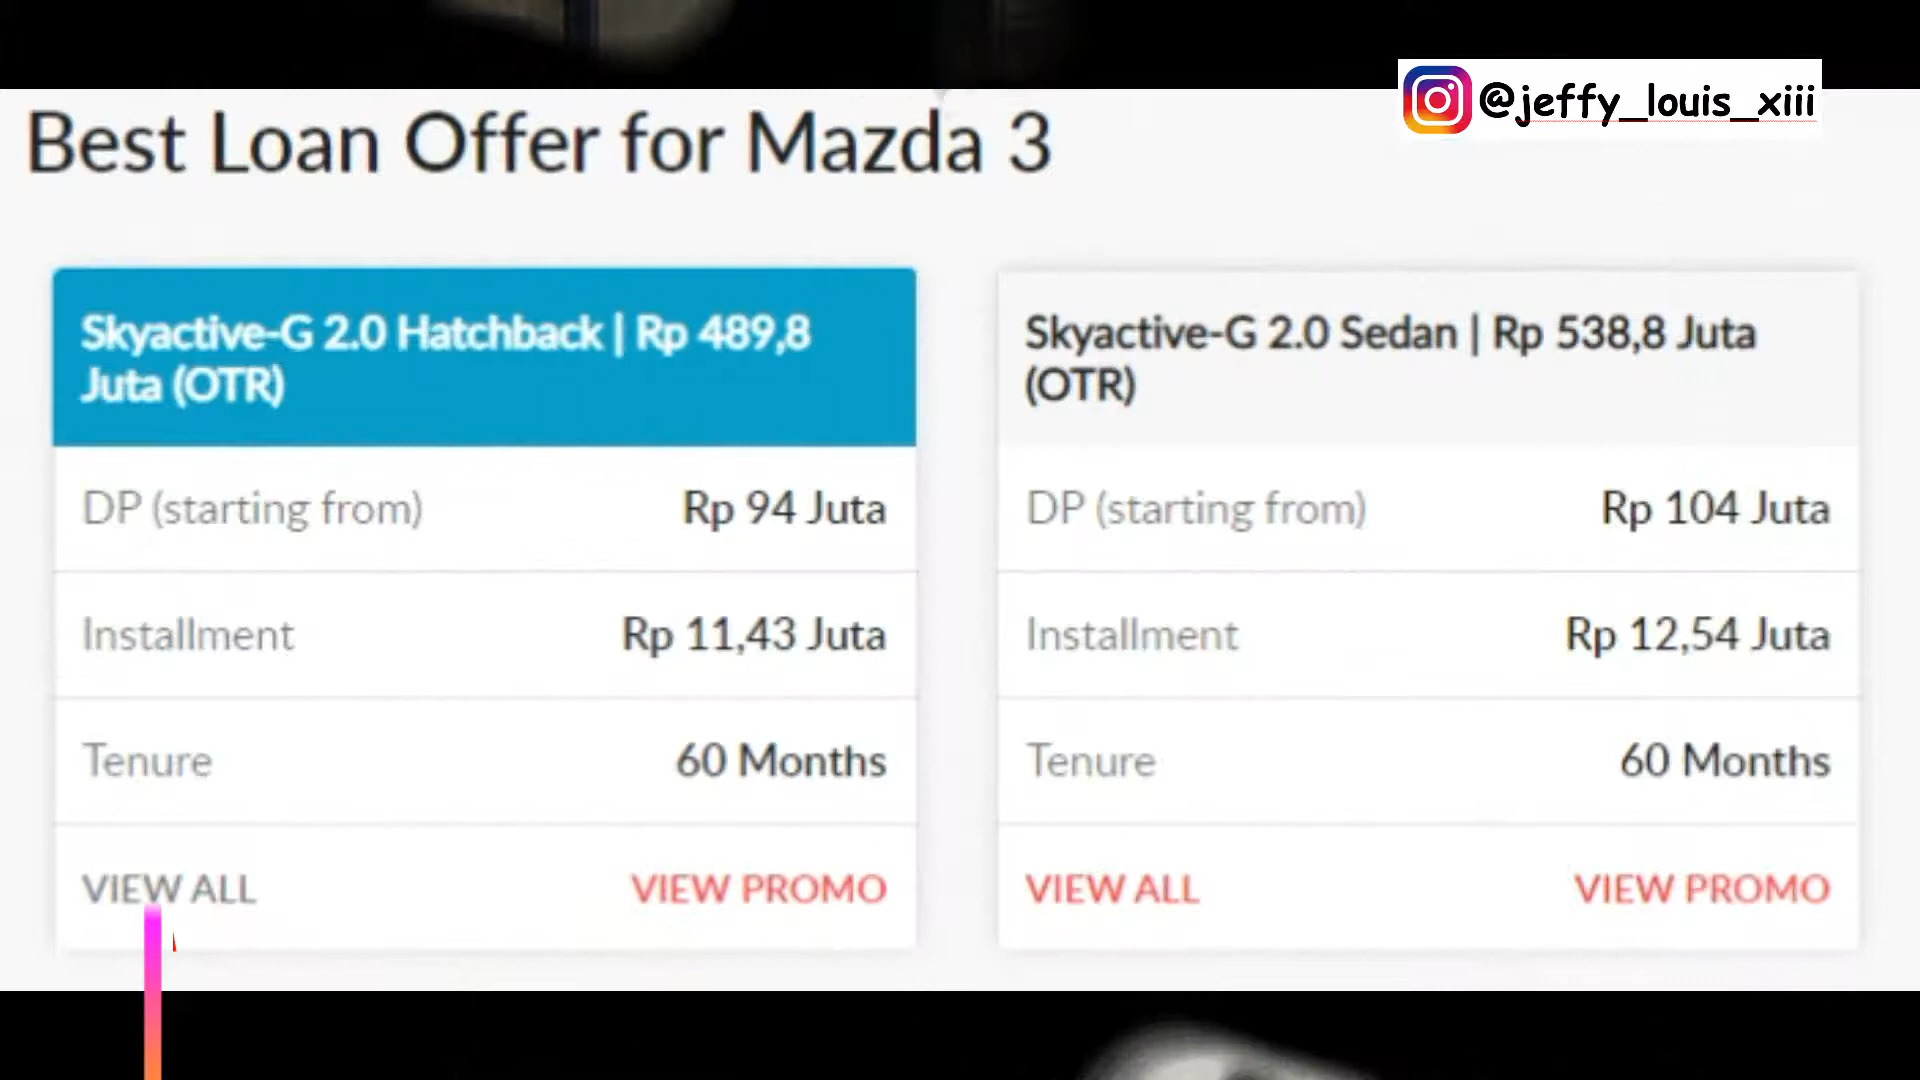 @jeffy_louis_xiii
Best Loan Offer for Mazda 3
Skyactive-G 2.0 Hatchback | Rp 489,8
Juta (OTR)
DP (starting from) Rp 94 Juta
Installment Rp 11,43 Juta
Tenure 60 Months
VIEW ALL VIEW PROMO
Skyactive-G 2.0 Sedan | Rp 538,8 Juta
(OTR)
DP (starting from) Rp 104 Juta
Installment Rp 12,54 Juta
Tenure 60 Months
VIEW ALL VIEW PROMO